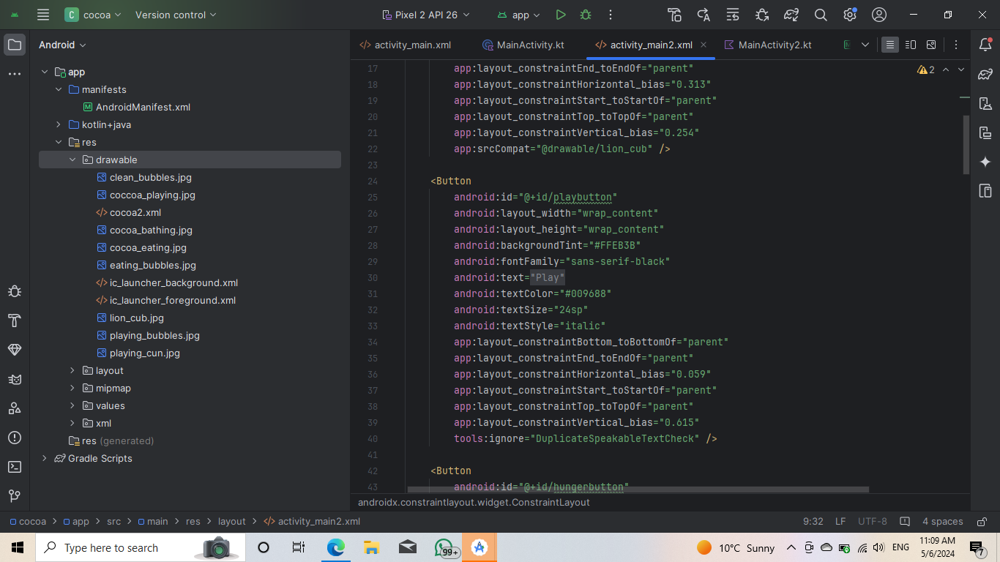 C cocoa Version control Pixel 2 API 26 app
Android
app
manifests
AndroidManifest.xml
kotlin+java
res
drawable
clean_bubbles.jpg
coccoa_playing.jpg
cocoa2.xml
cocoa_bathing.jpg
cocoa_eating.jpg
eating_bubbles.jpg
ic_launcher_background.xml
ic_launcher_foreground.xml
lion_cub.jpg
playing_bubbles.jpg
playing_cun.jpg
layout
mipmap
values
xml
res (generated)
Gradle Scripts
activity_main.xml MainActivity.kt activity_main2.xml MainActivity2.kt
2
17 app:layout_constraintEnd_toEndOf="parent"
18 app:layout_constraintHorizontal_bias="0.313"
19 app:layout_constraintStart_toStartOf="parent"
20 app:layout_constraintTop_toTopOf="parent"
21 app:layout_constraintVertical_bias="0.254"
22 app:srcCompat="@drawable/lion_cub" />
23
24 <Button
25 android:id="@+id/playbutton"
26 android:layout_width="wrap_content"
27 android:layout_height="wrap_content"
28 android:backgroundTint="#FFEB3B"
29 android:fontFamily="sans-serif-black"
30 android:text="Play"
31 android:textColor="#009688"
32 android:textSize="24sp"
33 android:textStyle="italic"
34 app:layout_constraintBottom_toBottomOf="parent"
35 app:layout_constraintEnd_toEndOf="parent"
36 app:layout_constraintHorizontal_bias="0.059"
37 app:layout_constraintStart_toStartOf="parent"
38 app:layout_constraintTop_toTopOf="parent"
39 app:layout_constraintVertical_bias="0.615"
40 tools:ignore="DuplicateSpeakableTextCheck" />
41
42 <Button
43 android:id="@+id/hungerbutton"
androidx.constraintlayout.widget.ConstraintLayout
cocoa > app > src > main > res > layout > activity_main2.xml 9:32 LF UTF-8 4 spaces
Type here to search 99+ 10°C Sunny ENG 11:09 AM
5/6/2024 7